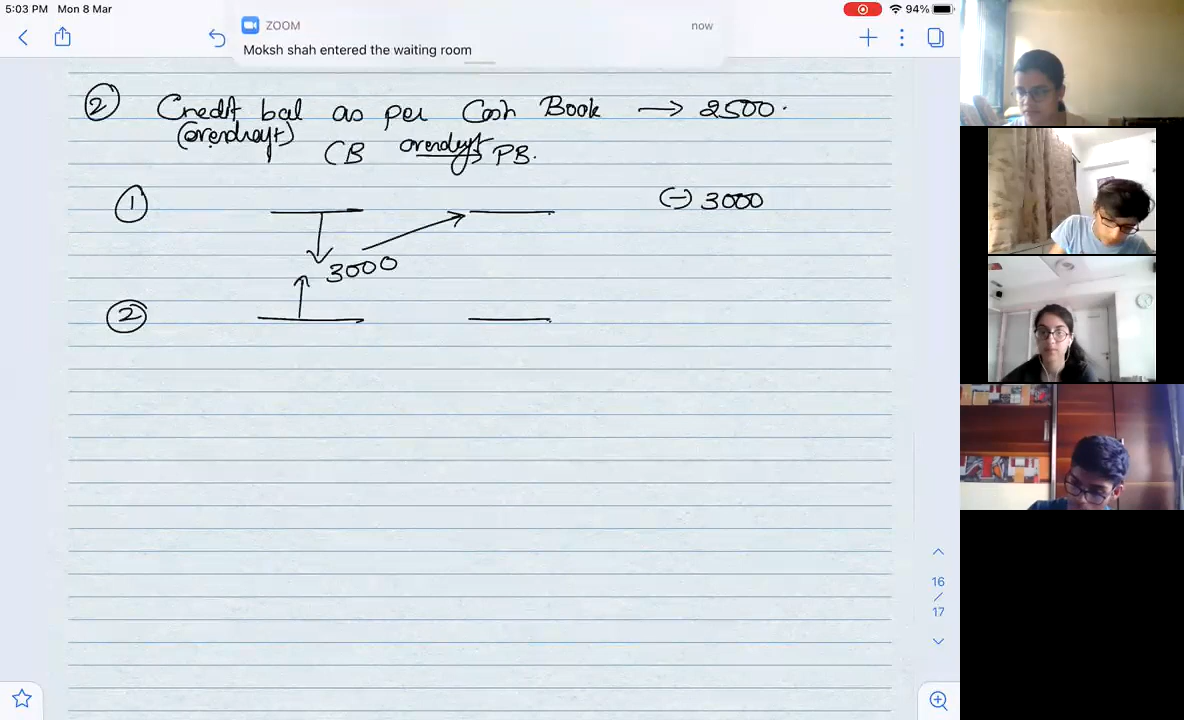 5:03 PM Mon 8 Mar
94%
ZOOM
now
Moksh shah entered the waiting room
② Credit bal as per Cash Book → 2500.
(overdraft)
CB overdraft PB.
① (-) 3000
3000
②
16
/
17